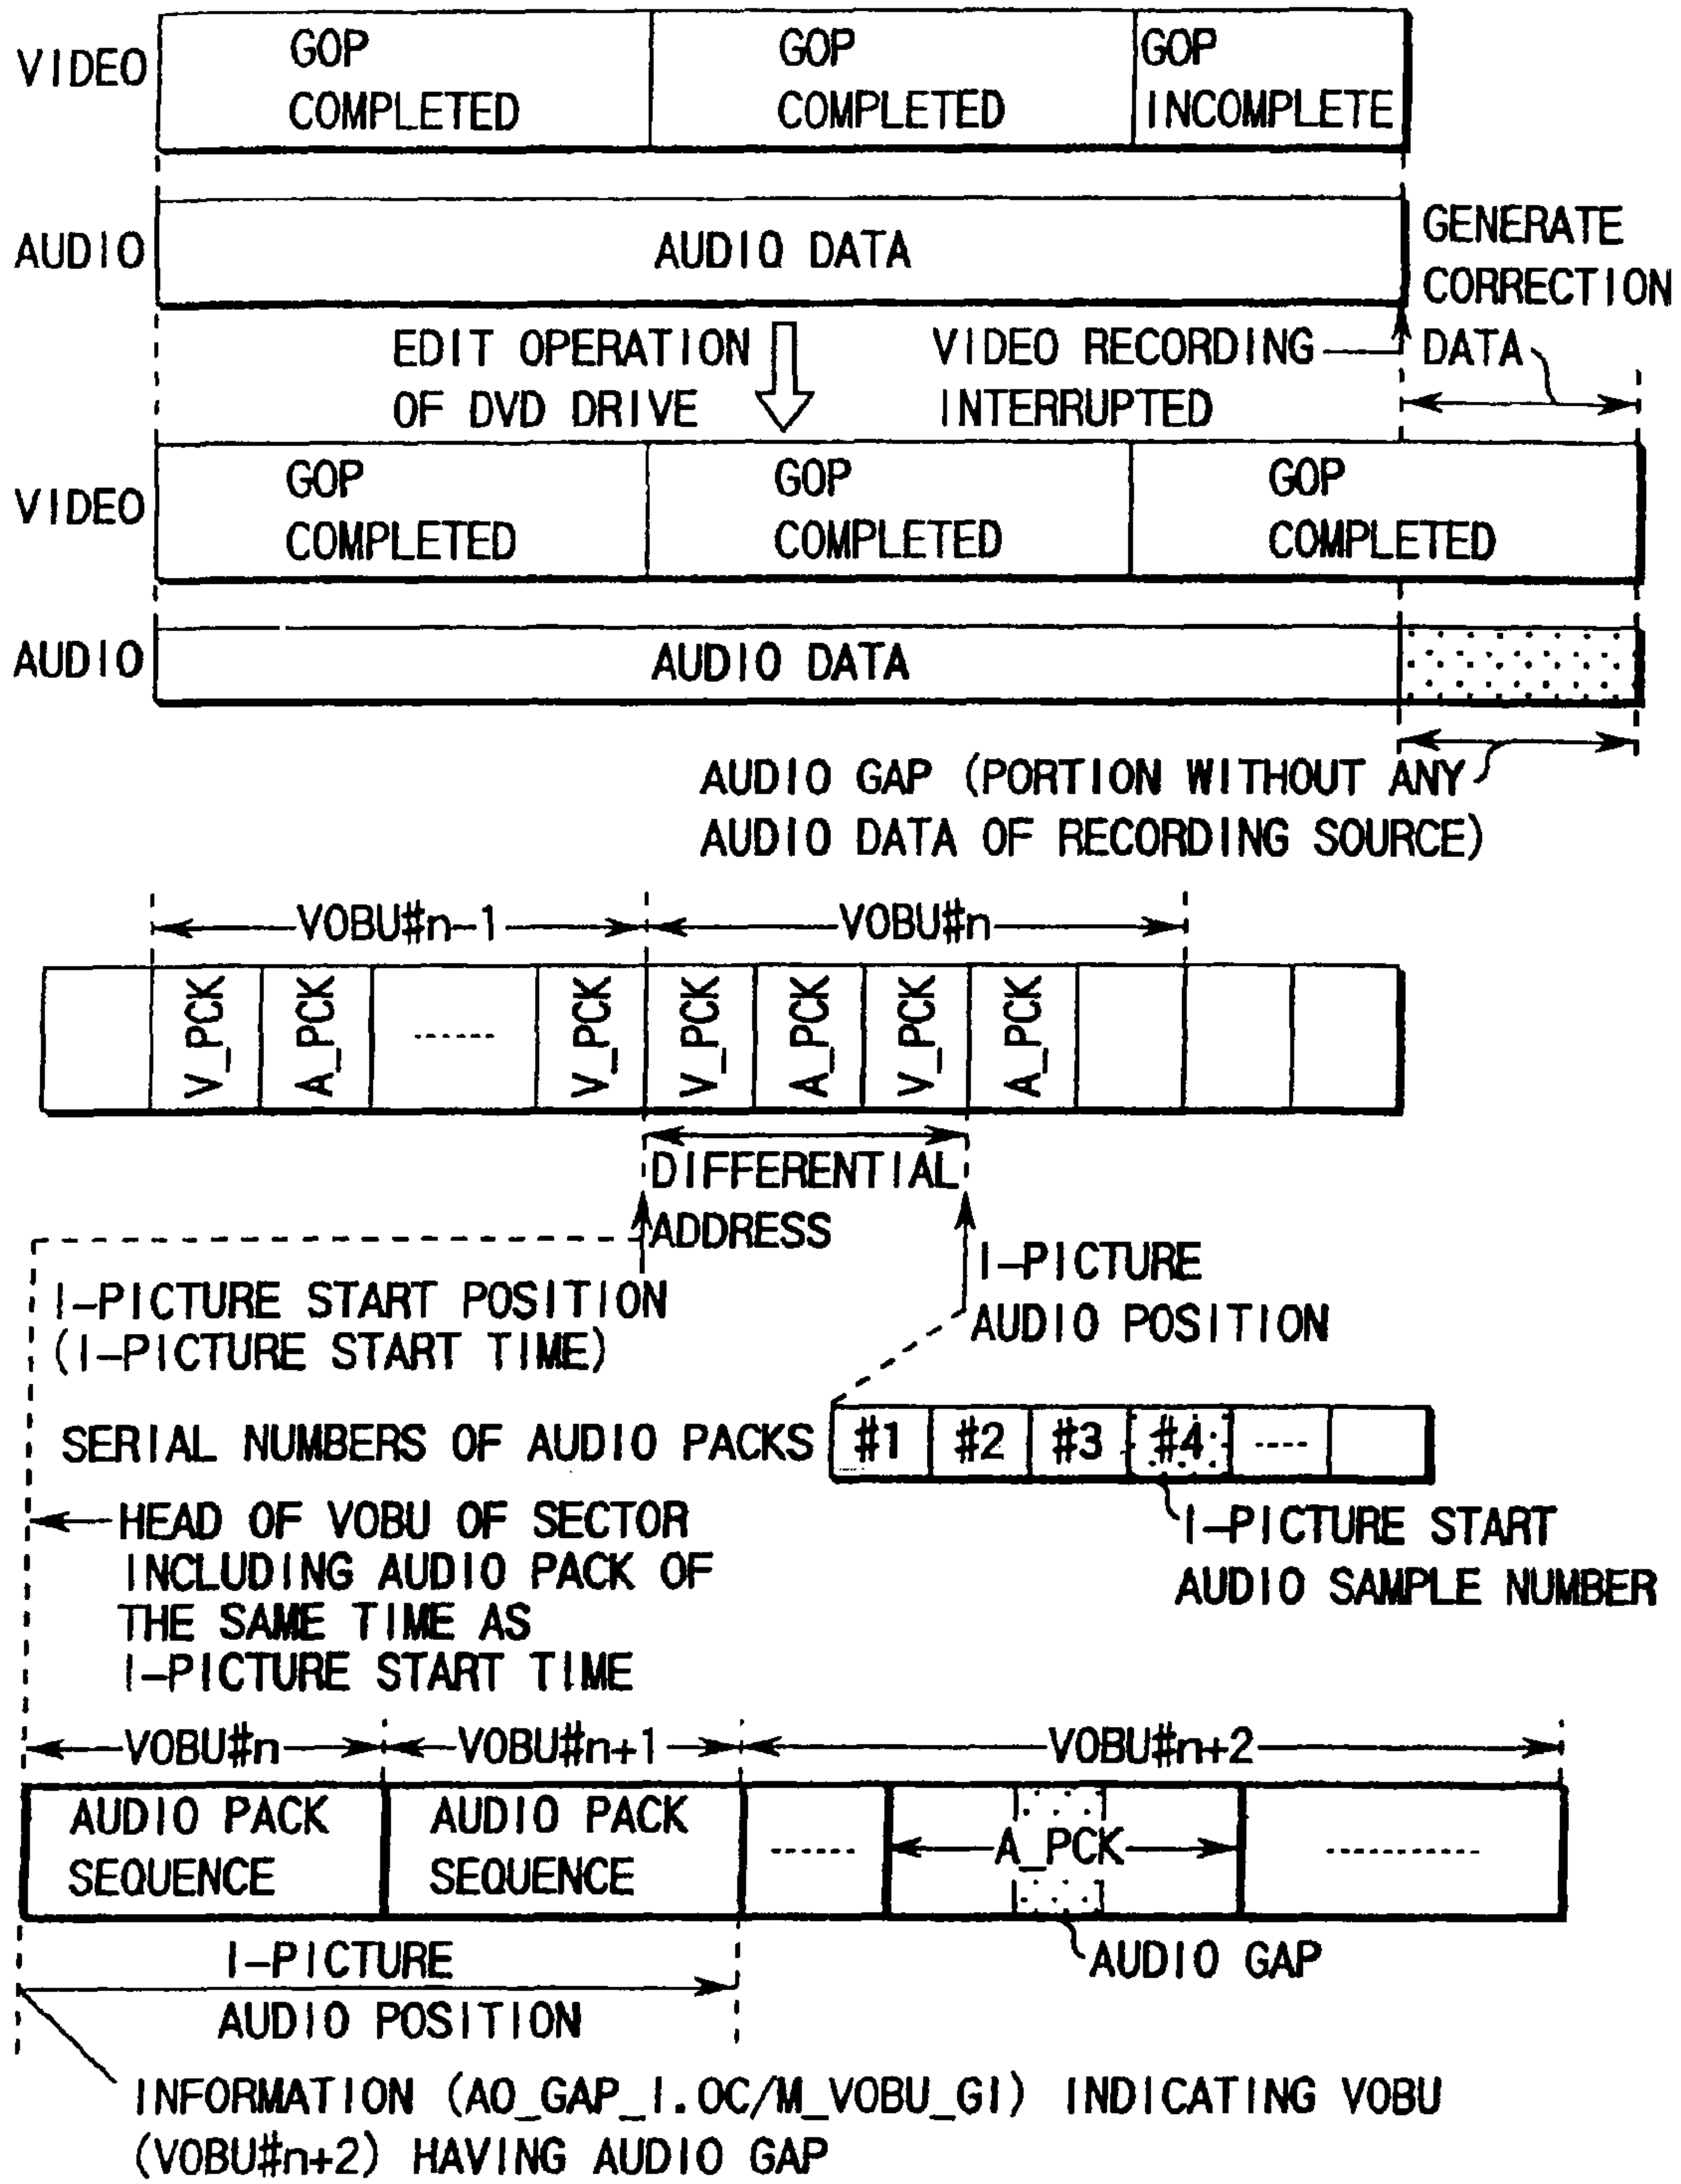 VIDEO
GOP
COMPLETED
GOP
COMPLETED
GOP
INCOMPLETE
AUDIO
AUDIO DATA
GENERATE
CORRECTION
DATA
EDIT OPERATION
OF DVD DRIVE
VIDEO RECORDING
INTERRUPTED
VIDEO
GOP
COMPLETED
GOP
COMPLETED
GOP
COMPLETED
AUDIO
AUDIO DATA
AUDIO GAP (PORTION WITHOUT ANY
AUDIO DATA OF RECORDING SOURCE)
VOBU#n-1
VOBU#n
V_PCK
A_PCK
V_PCK
V_PCK
A_PCK
V_PCK
A_PCK
DIFFERENTIAL
ADDRESS
I-PICTURE START POSITION
(I-PICTURE START TIME)
I-PICTURE
AUDIO POSITION
SERIAL NUMBERS OF AUDIO PACKS
#1
#2
#3
#4
I-PICTURE START
AUDIO SAMPLE NUMBER
HEAD OF VOBU OF SECTOR
INCLUDING AUDIO PACK OF
THE SAME TIME AS
I-PICTURE START TIME
VOBU#n
VOBU#n+1
VOBU#n+2
AUDIO PACK
SEQUENCE
AUDIO PACK
SEQUENCE
A_PCK
AUDIO GAP
I-PICTURE
AUDIO POSITION
INFORMATION (AO_GAP_I.OC/M_VOBU_GI) INDICATING VOBU
(VOBU#n+2) HAVING AUDIO GAP